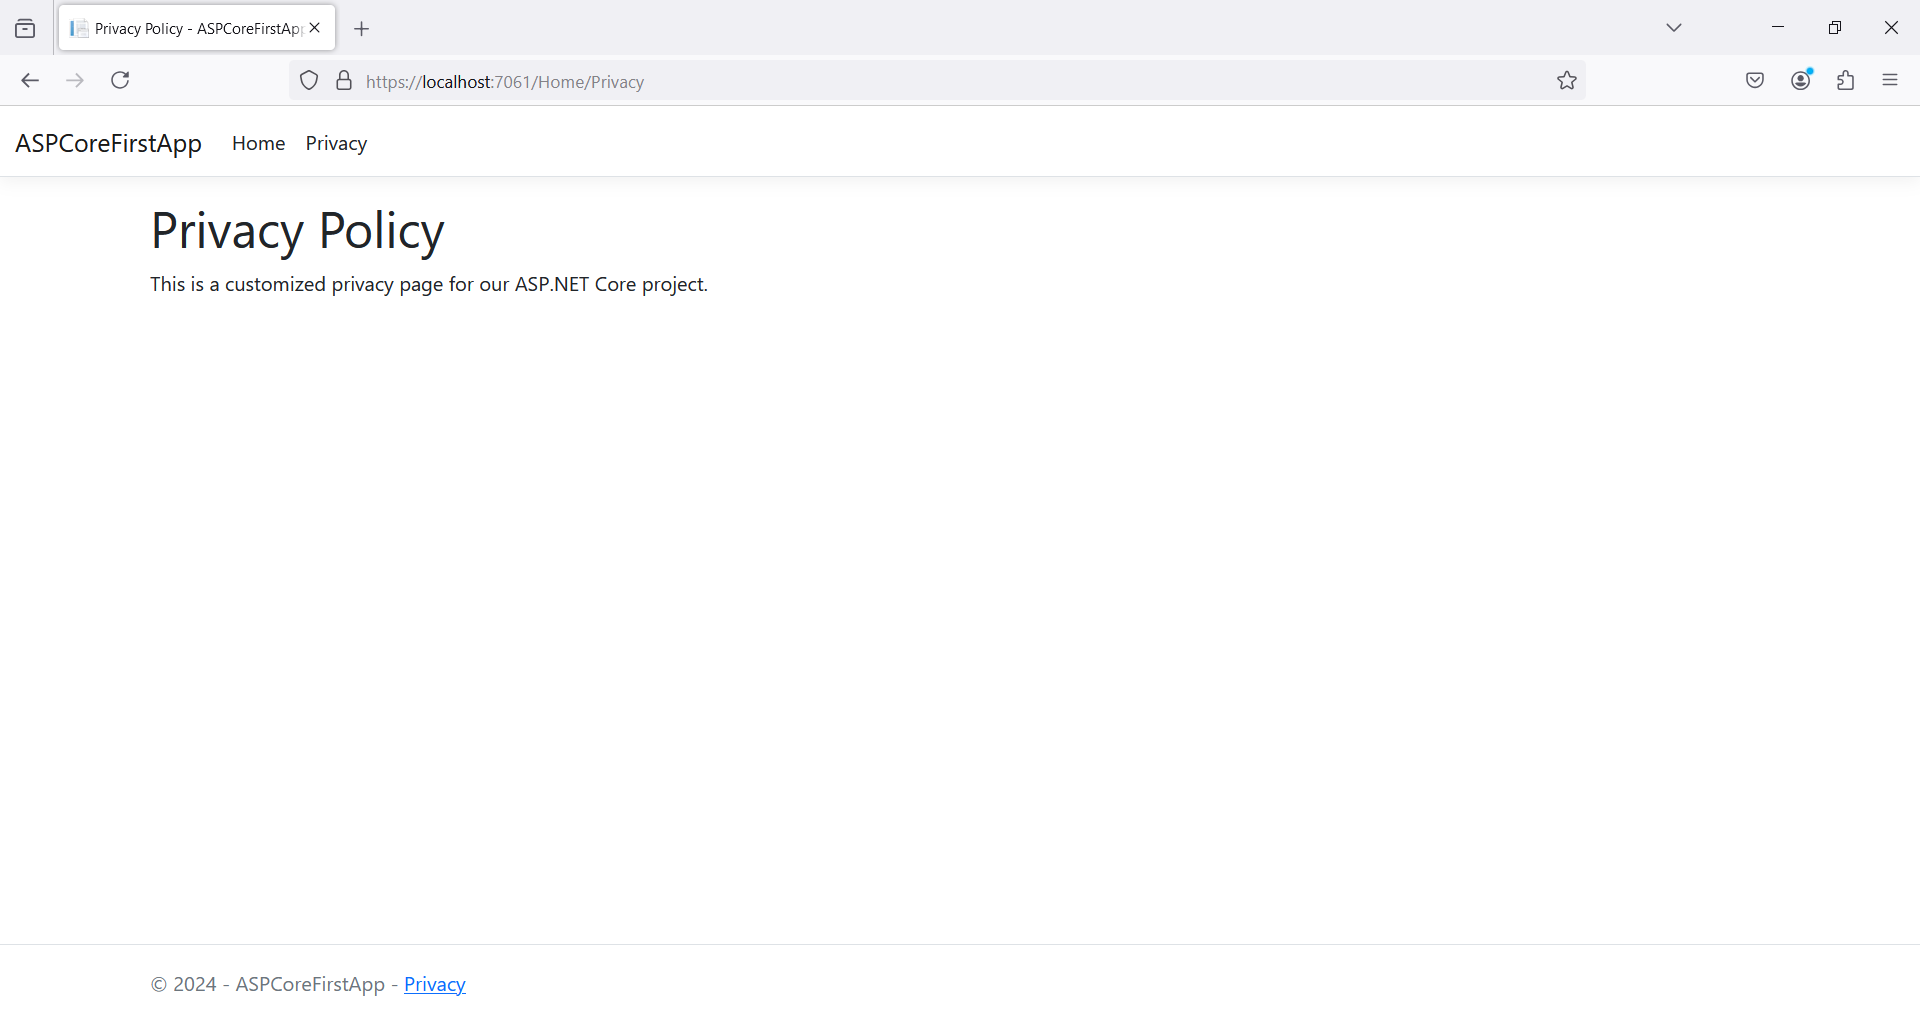 Privacy Policy - ASPCoreFirstApp
https://localhost:7061/Home/Privacy
ASPCoreFirstApp Home Privacy
Privacy Policy
This is a customized privacy page for our ASP.NET Core project.
© 2024 - ASPCoreFirstApp - Privacy